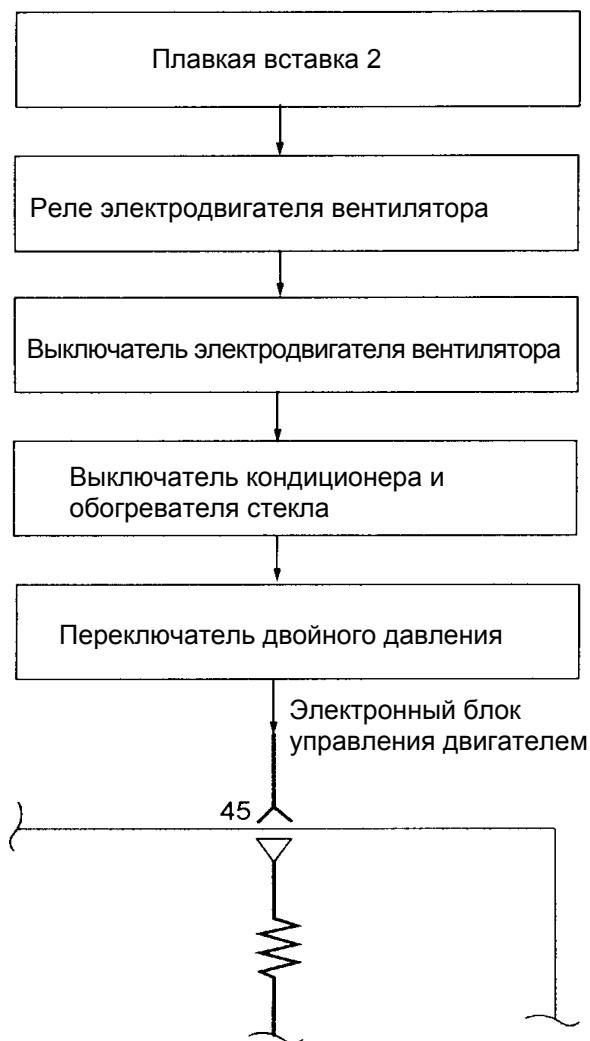 Плавкая вставка 2
Реле электродвигателя вентилятора
Выключатель электродвигателя вентилятора
Выключатель кондиционера и
обогревателя стекла
Переключатель двойного давления
Электронный блок
управления двигателем
45